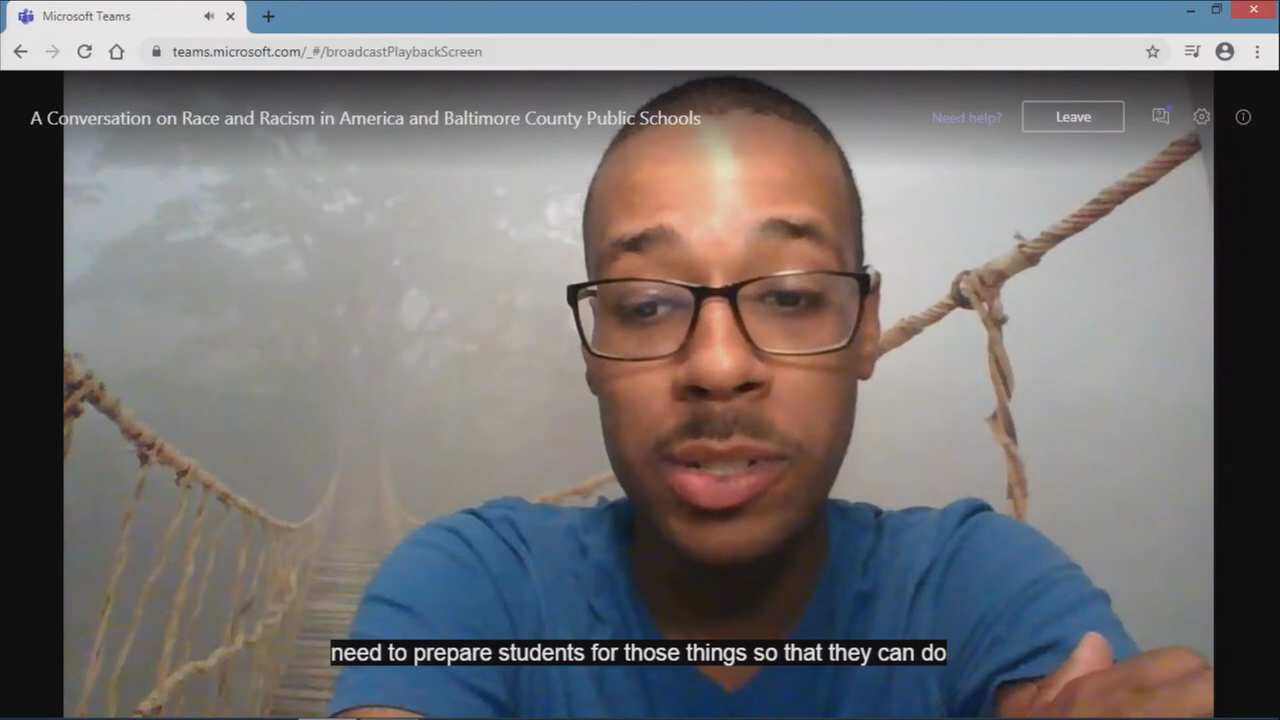 Microsoft Teams
teams.microsoft.com/_#/broadcastPlaybackScreen
A Conversation on Race and Racism in America and Baltimore County Public Schools
Need help?
Leave
need to prepare students for those things so that they can do